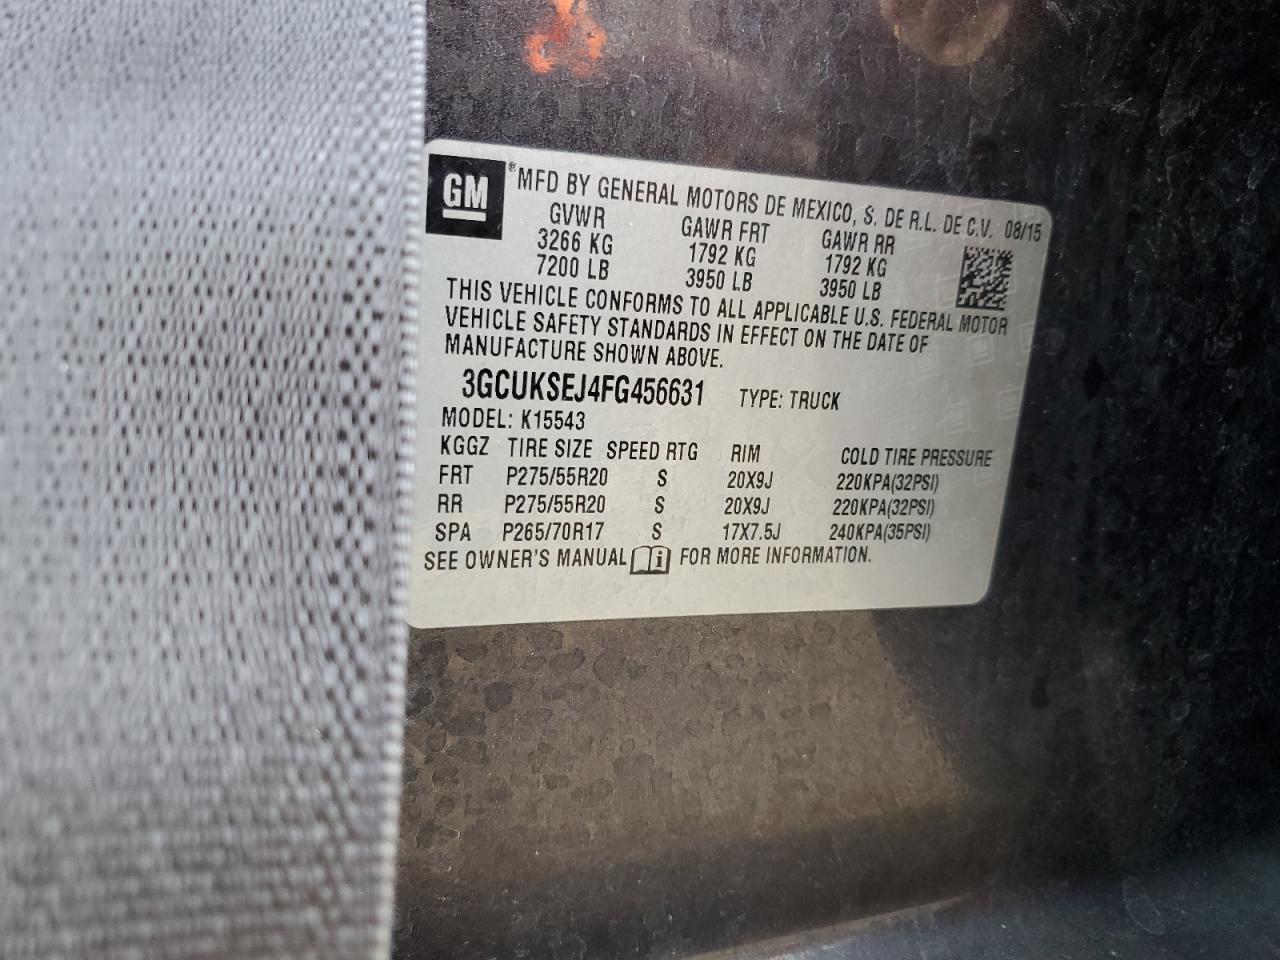 GM ® MFD BY GENERAL MOTORS DE MEXICO, S. DE R.L. DE C.V. 08/15
GVWR GAWR FRT GAWR RR
3266 KG 1792 KG 1792 KG
7200 LB 3950 LB 3950 LB
THIS VEHICLE CONFORMS TO ALL APPLICABLE U.S. FEDERAL MOTOR
VEHICLE SAFETY STANDARDS IN EFFECT ON THE DATE OF
MANUFACTURE SHOWN ABOVE.
3GCUKSEJ4FG456631 TYPE: TRUCK
MODEL: K15543
KGGZ TIRE SIZE SPEED RTG RIM COLD TIRE PRESSURE
FRT P275/55R20 S 20X9J 220KPA(32PSI)
RR P275/55R20 S 20X9J 220KPA(32PSI)
SPA P265/70R17 S 17X7.5J 240KPA(35PSI)
SEE OWNER'S MANUAL i FOR MORE INFORMATION.